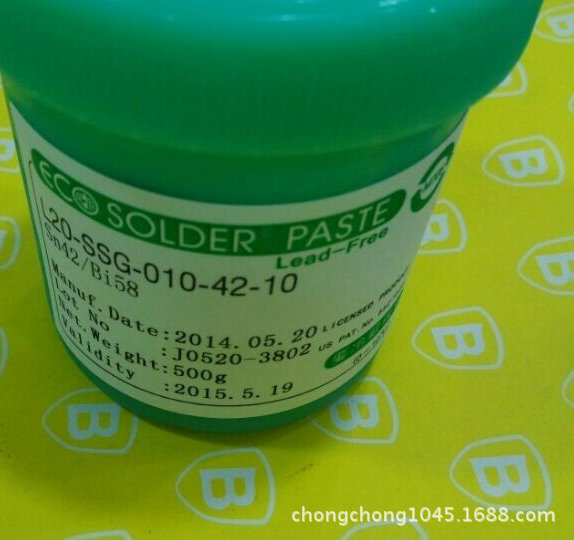 ECO SOLDER PASTE
Lead-Free
L20-SSG-010-42-10
Sn42/Bi58
Manuf.Date:2014.05.20
Lot No :J0520-3802
Net.Weight:500g
Validity :2015.5.19
LICENSED
US PAT. No.
B
B
B
B
B
B
B
chongchong1045.1688.com